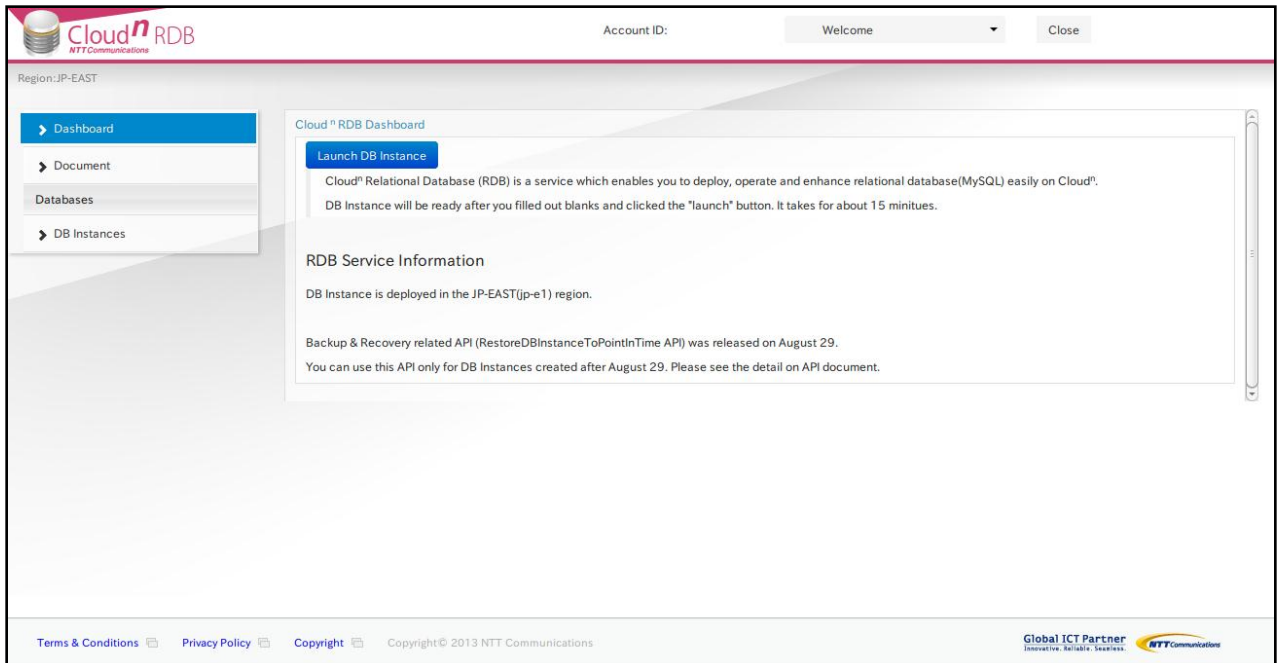 Cloudⁿ RDB
NTT Communications
Account ID:
Welcome
Close
Region:JP-EAST
Dashboard
Document
Databases
DB Instances
Cloud ⁿ RDB Dashboard
Launch DB Instance
Cloudⁿ Relational Database (RDB) is a service which enables you to deploy, operate and enhance relational database(MySQL) easily on Cloudⁿ.
DB Instance will be ready after you filled out blanks and clicked the "launch" button. It takes for about 15 minitues.
RDB Service Information
DB Instance is deployed in the JP-EAST(jp-e1) region.
Backup & Recovery related API (RestoreDBInstanceToPointInTime API) was released on August 29.
You can use this API only for DB Instances created after August 29. Please see the detail on API document.
Terms & Conditions Privacy Policy Copyright Copyright© 2013 NTT Communications
Global ICT Partner
Innovative. Reliable. Seamless.
NTT Communications